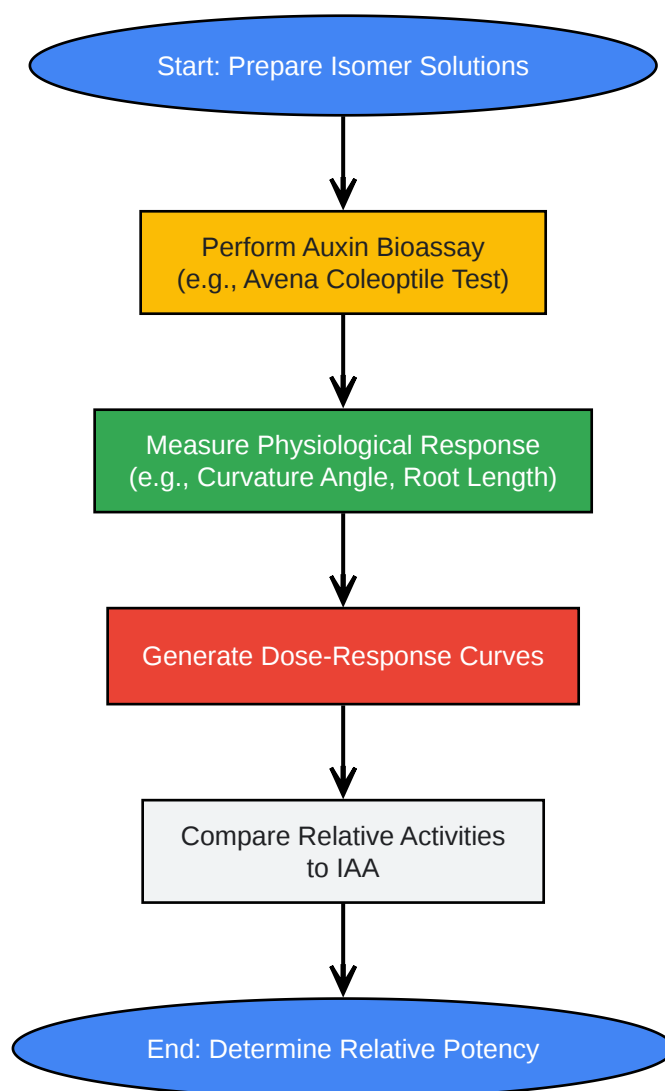 Start: Prepare Isomer Solutions
Perform Auxin Bioassay
(e.g., Avena Coleoptile Test)
Measure Physiological Response
(e.g., Curvature Angle, Root Length)
Generate Dose-Response Curves
Compare Relative Activities
to IAA
End: Determine Relative Potency